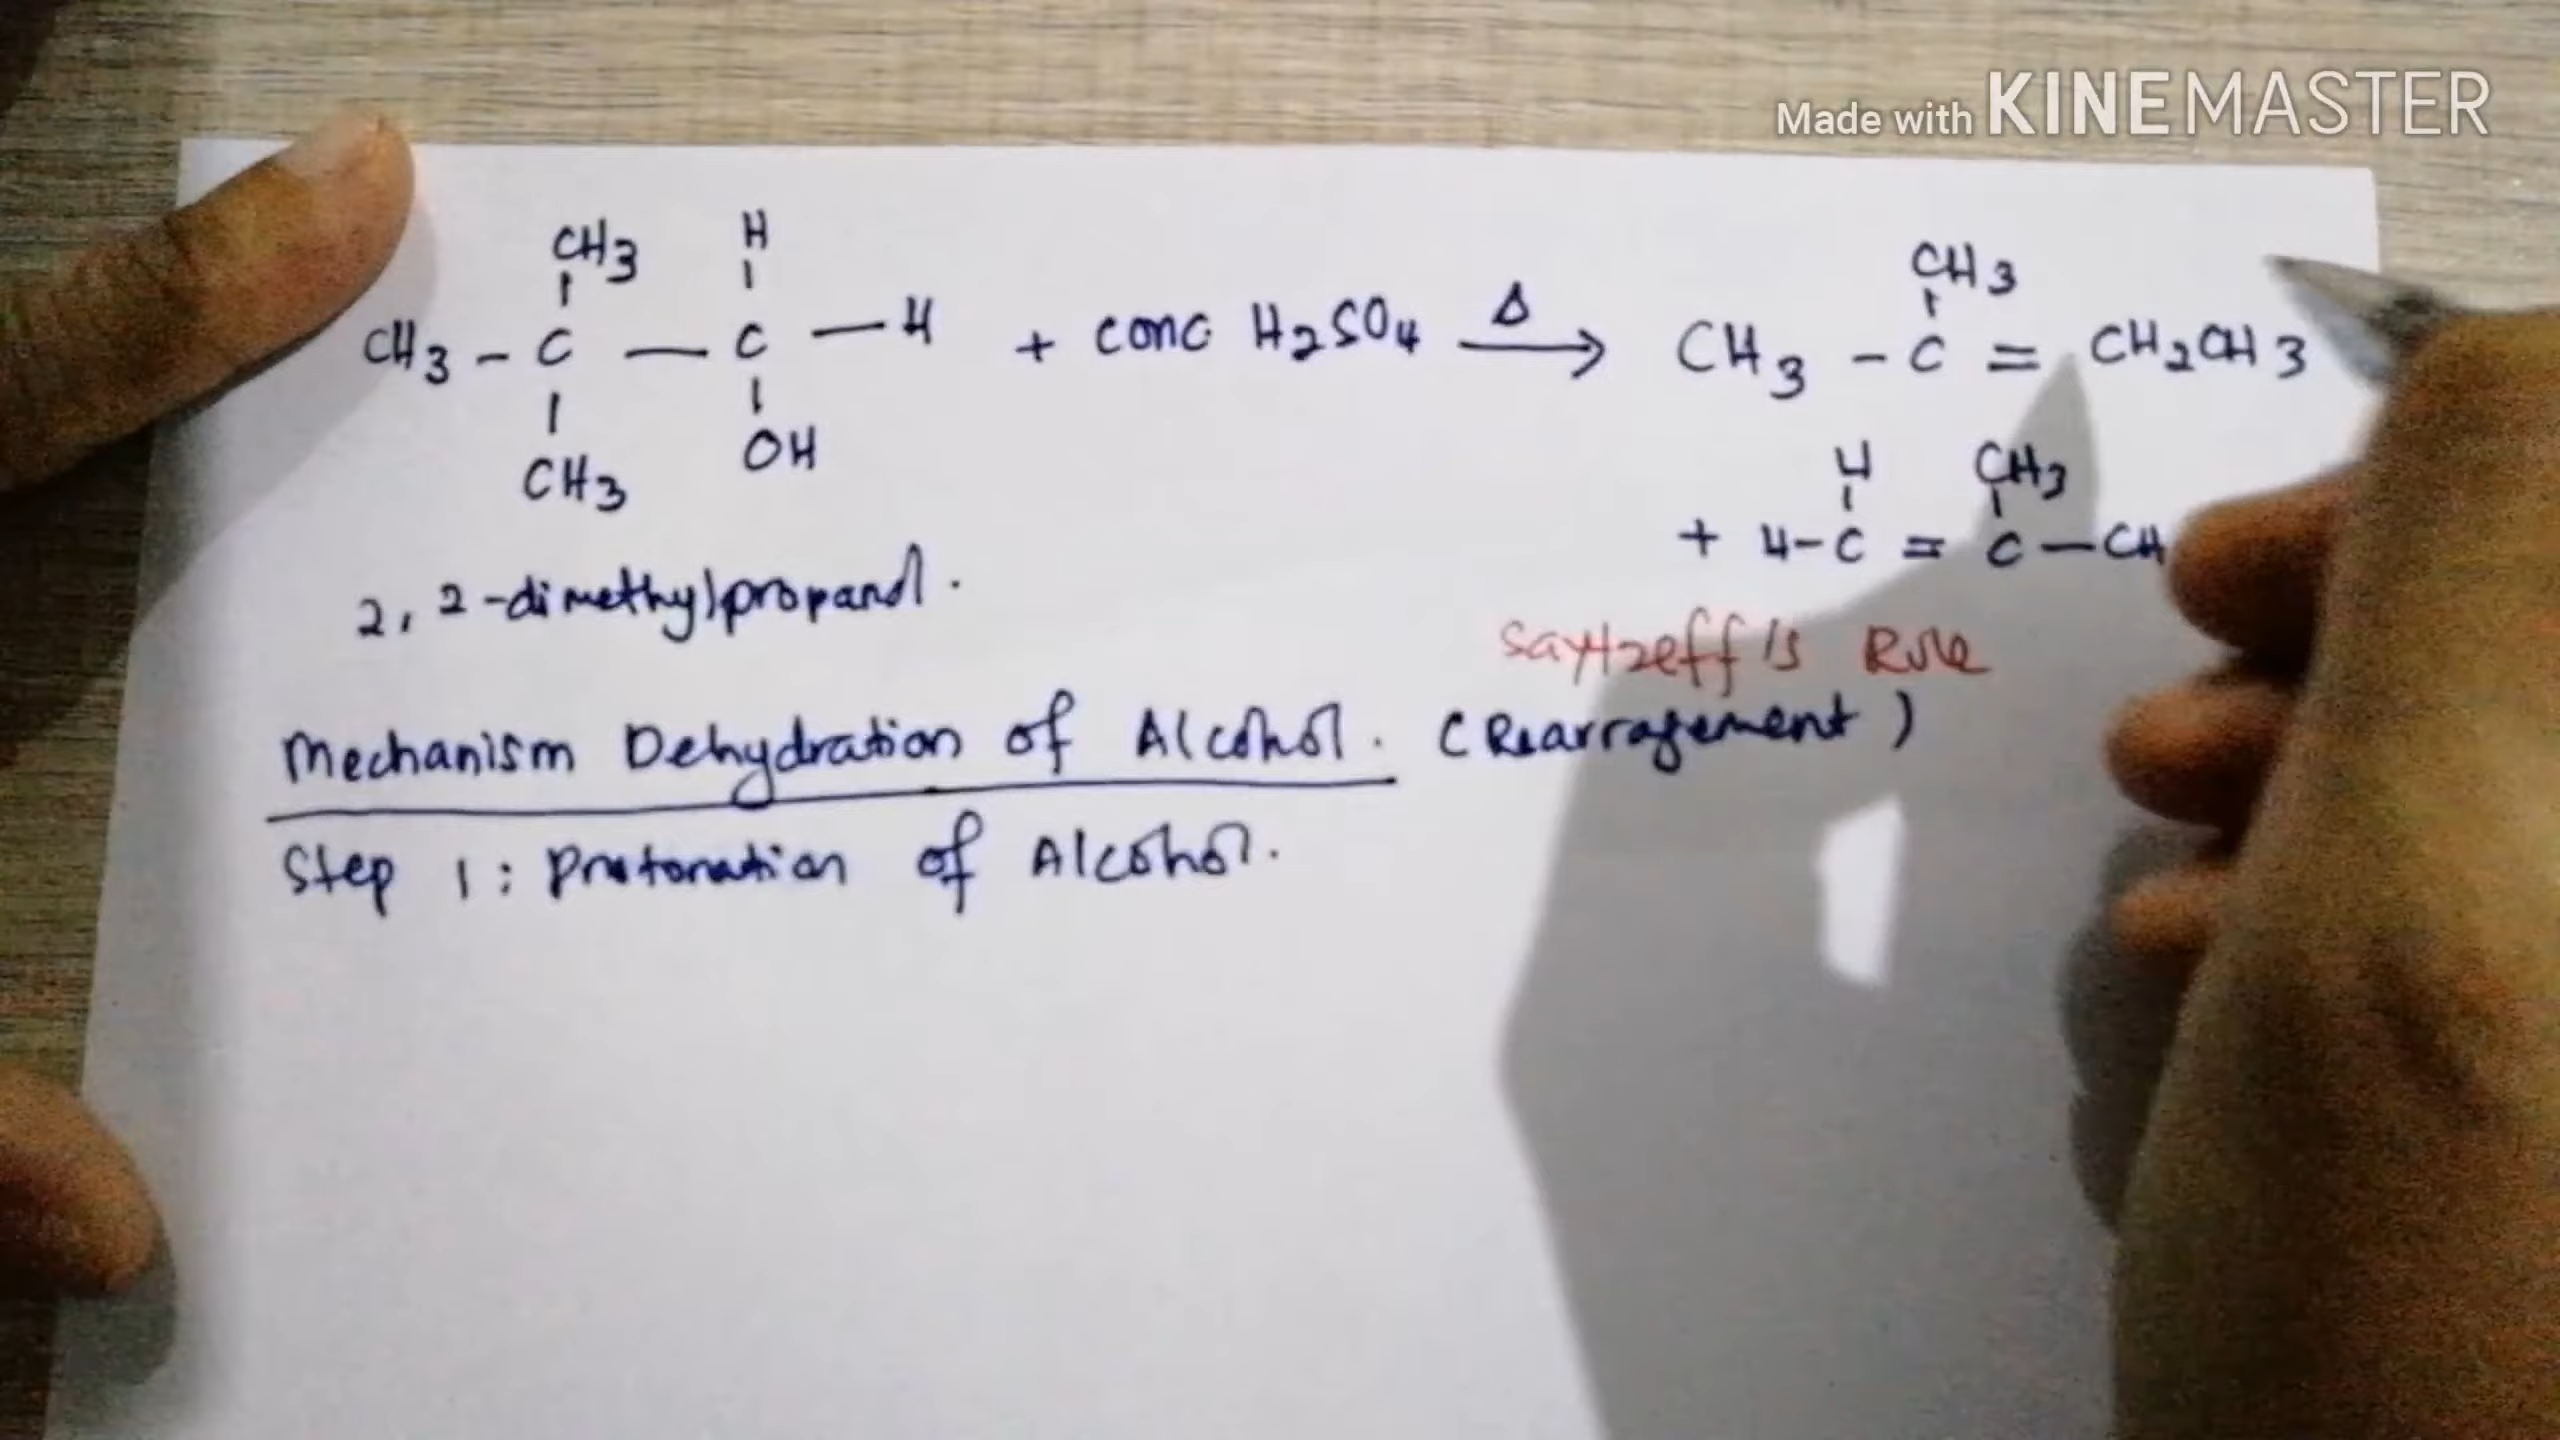 Made with KINEMASTER
CH3 H
CH3 - C — C — H + conc H2SO4 Δ → CH3 - C = CH2CH3
CH3
CH3 OH
H CH3
+ H - C = C — CH
2,2-dimethylpropanol.
Saytzeff's Rule
Mechanism Dehydration of Alcohol. (Rearragement)
Step 1: Protonation of Alcohol.